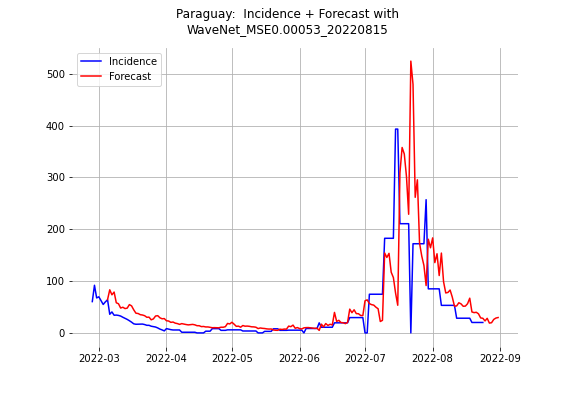 Paraguay:  Incidence + Forecast with
WaveNet_MSE0.00053_20220815
Incidence
Forecast
500
400
300
200
100
0
2022-03 2022-04 2022-05 2022-06 2022-07 2022-08 2022-09